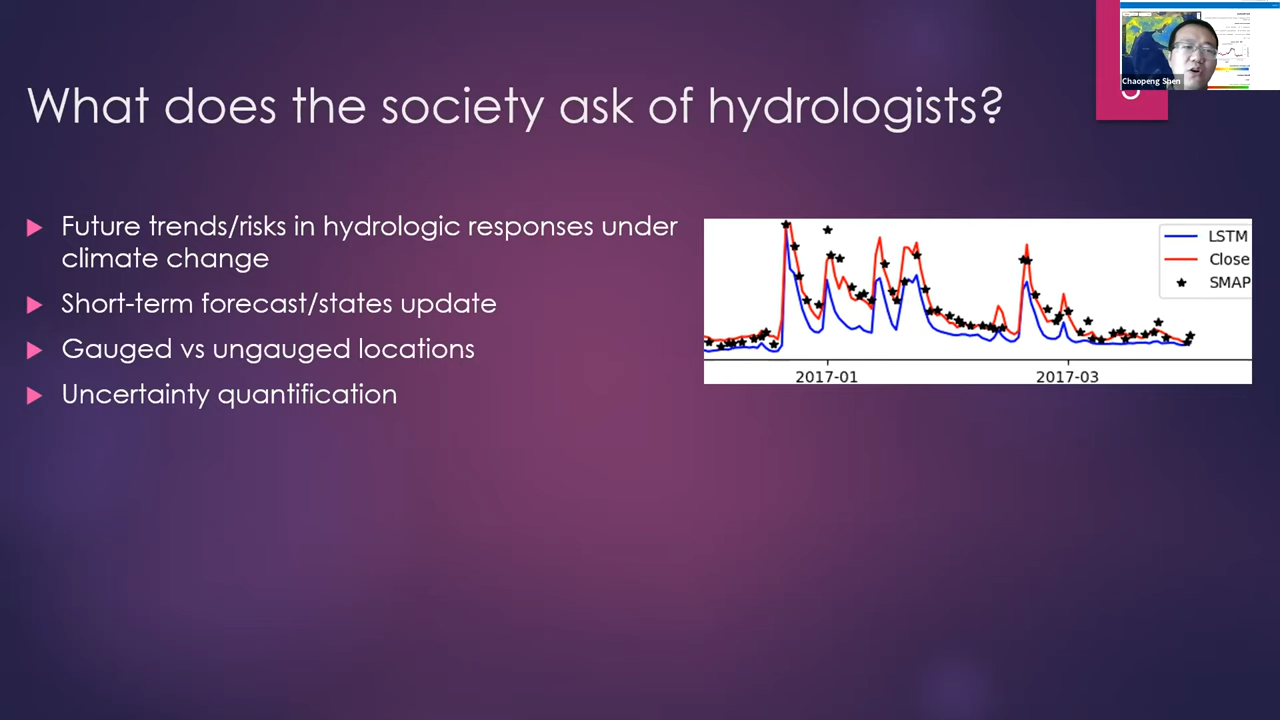 What does the society ask of hydrologists?
Chaopeng Shen
Future trends/risks in hydrologic responses under
climate change
Short-term forecast/states update
Gauged vs ungauged locations
Uncertainty quantification
LSTM
Close
SMAP
2017-01
2017-03